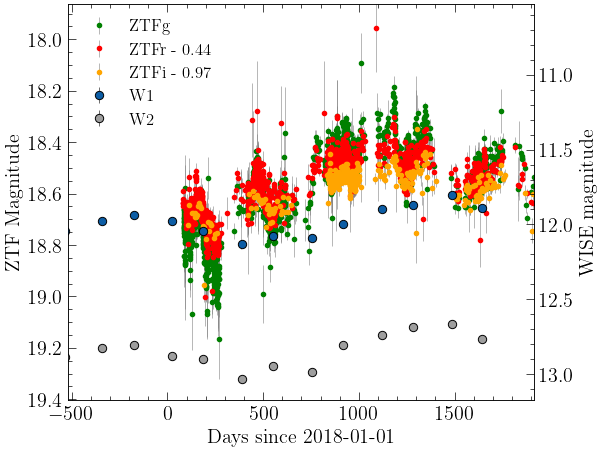 ZTFg
ZTFr - 0.44
ZTFi - 0.97
W1
W2
18.0
18.2
18.4
18.6
18.8
19.0
19.2
19.4
ZTF Magnitude
11.0
11.5
12.0
12.5
13.0
WISE magnitude
−500
0
500
1000
1500
Days since 2018-01-01